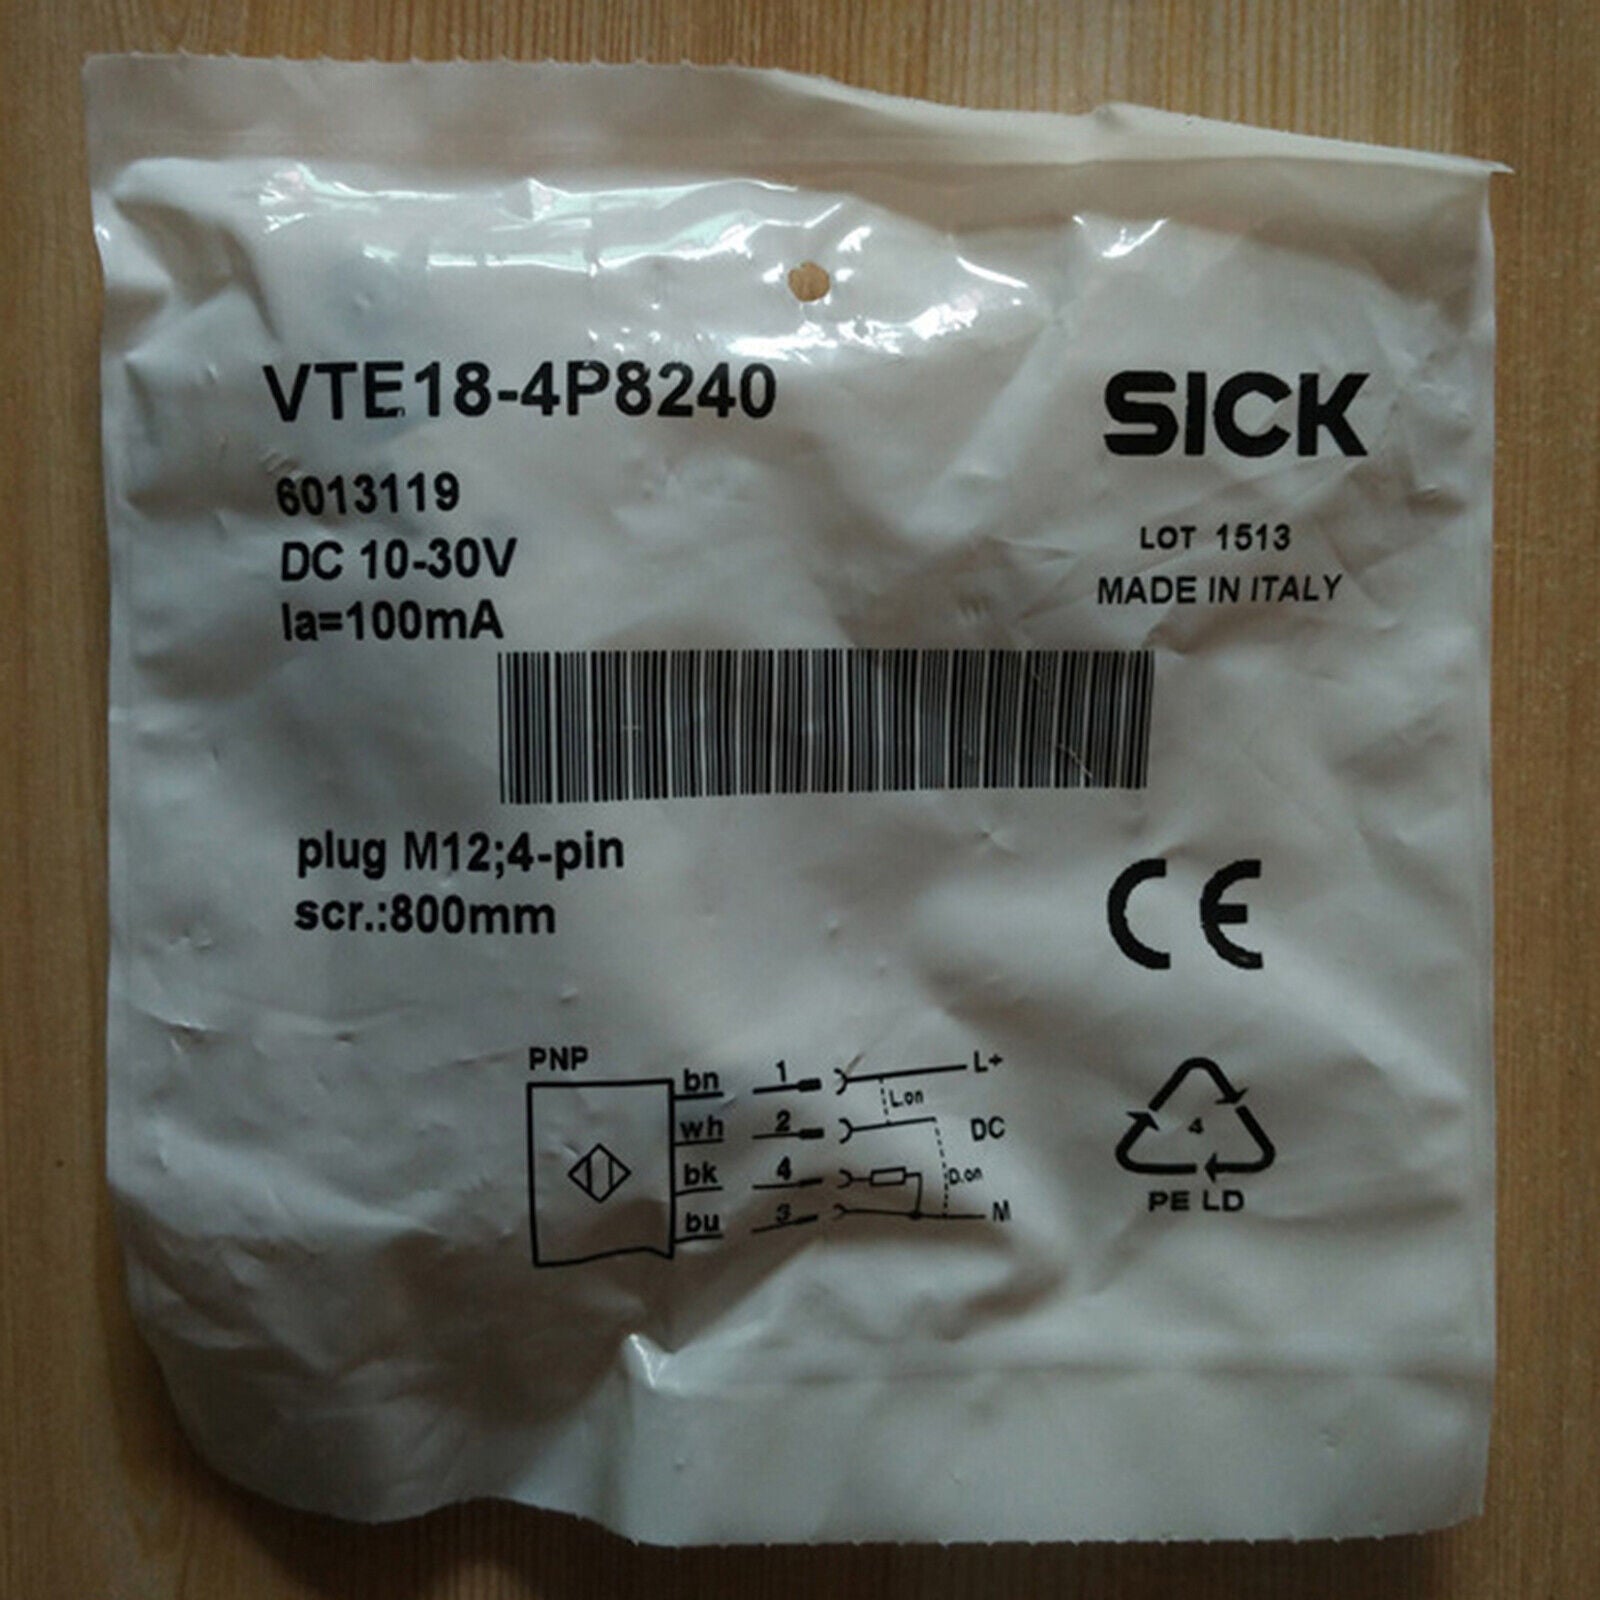 VTE18-4P8240
SICK
6013119
DC 10-30V
Ia=100mA
LOT 1513
MADE IN ITALY
plug M12;4-pin
scr.:800mm
CE
PNP
bn 1 L+
L.on
wh 2 DC
bk 4 D.on
bu 3 M
4
PE LD